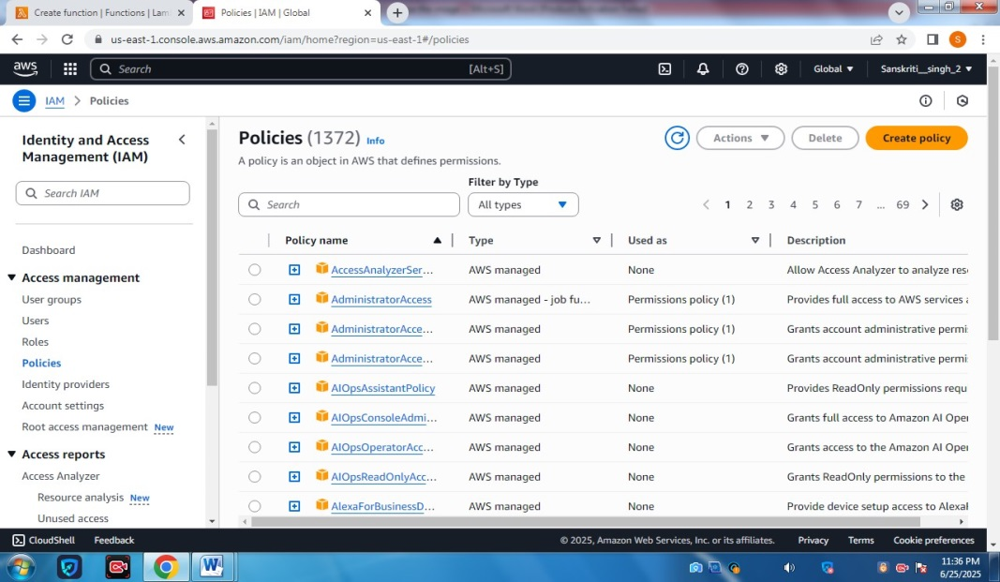 Create function | Functions | Lam
Policies | IAM | Global
us-east-1.console.aws.amazon.com/iam/home?region=us-east-1#/policies
S
aws
Search
[Alt+S]
Global
Sanskriti__singh_2
IAM
Policies
Identity and Access
Management (IAM)
Search IAM
Dashboard
Access management
User groups
Users
Roles
Policies
Identity providers
Account settings
Root access management New
Access reports
Access Analyzer
Resource analysis New
Unused access
Policies (1372) Info
Actions
Delete
Create policy
A policy is an object in AWS that defines permissions.
Filter by Type
Search
All types
1 2 3 4 5 6 7 ... 69
Policy name Type Used as Description
AccessAnalyzerSer... AWS managed None Allow Access Analyzer to analyze res
AdministratorAccess AWS managed - job fu... Permissions policy (1) Provides full access to AWS services a
AdministratorAcce... AWS managed Permissions policy (1) Grants account administrative permi
AdministratorAcce... AWS managed Permissions policy (1) Grants account administrative permi
AIOpsAssistantPolicy AWS managed None Provides ReadOnly permissions requ
AIOpsConsoleAdmi... AWS managed None Grants full access to Amazon AI Oper
AIOpsOperatorAcc... AWS managed None Grants access to the Amazon AI Oper
AIOpsReadOnlyAcc... AWS managed None Grants ReadOnly permissions to the
AlexaForBusinessD... AWS managed None Provide device setup access to AlexaF
CloudShell Feedback © 2025, Amazon Web Services, Inc. or its affiliates. Privacy Terms Cookie preferences
11:36 PM
6/25/2025